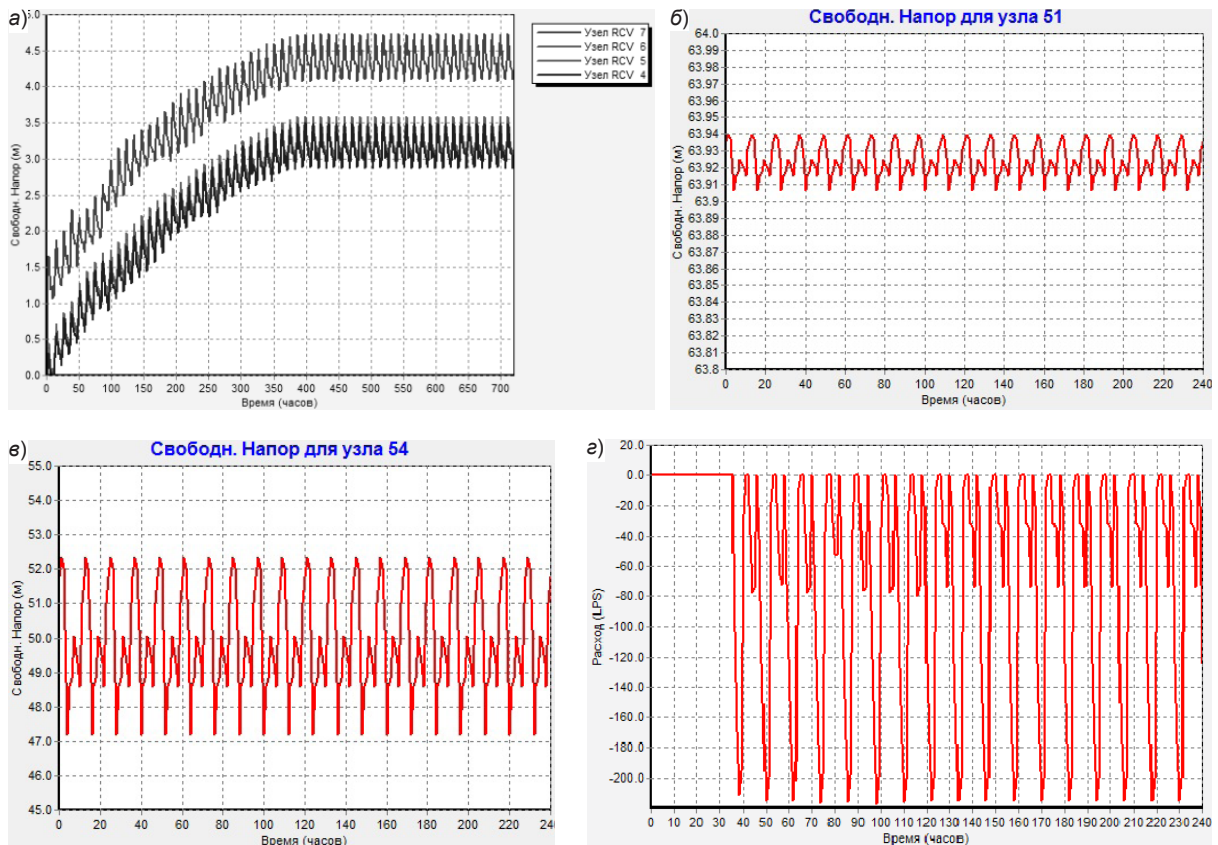 а)
5.0
4.5
4.0
3.5
3.0
2.5
2.0
1.5
1.0
0.5
0.0
Свободн. Напор (м)
0 50 100 150 200 250 300 350 400 450 500 550 600 650 700
Время (часов)
Узел RCV 7
Узел RCV 6
Узел RCV 5
Узел RCV 4
б)
Свободн. Напор для узла 51
64.0
63.99
63.98
63.97
63.96
63.95
63.94
63.93
63.92
63.91
63.9
63.89
63.88
63.87
63.86
63.85
63.84
63.83
63.82
63.81
63.8
Свободн. Напор (м)
0 20 40 60 80 100 120 140 160 180 200 220 240
Время (часов)
в)
Свободн. Напор для узла 54
55.0
54.0
53.0
52.0
51.0
50.0
49.0
48.0
47.0
46.0
45.0
Свободн. Напор (м)
0 20 40 60 80 100 120 140 160 180 200 220 240
Время (часов)
г)
20.0
0.0
-20.0
-40.0
-60.0
-80.0
-100.0
-120.0
-140.0
-160.0
-180.0
-200.0
Расход (LPS)
0 10 20 30 40 50 60 70 80 90 100 110 120 130 140 150 160 170 180 190 200 210 220 230 240
Время (часов)